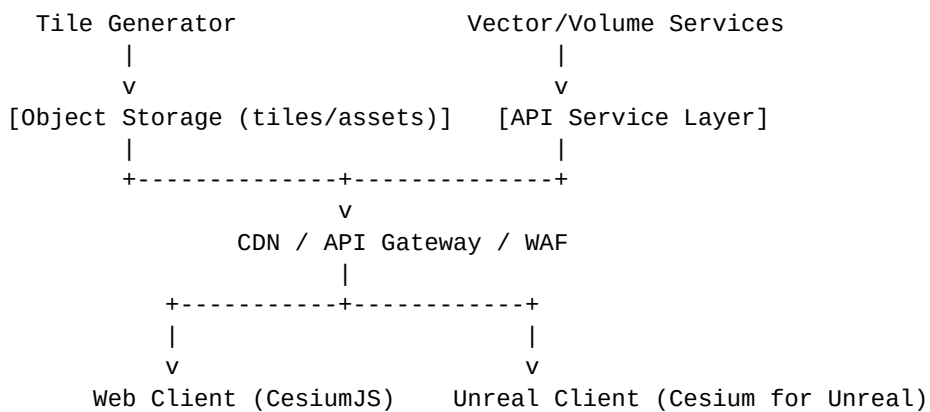 Tile Generator Vector/Volume Services
[Object Storage (tiles/assets)] [API Service Layer]
CDN / API Gateway / WAF
Web Client (CesiumJS) Unreal Client (Cesium for Unreal)